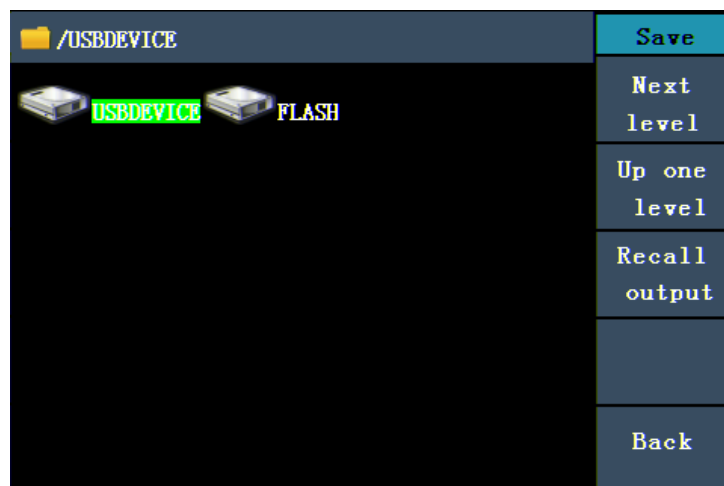 /USBDEVICE
USBDEVICE FLASH
Save
Next
level
Up one
level
Recall
output
Back